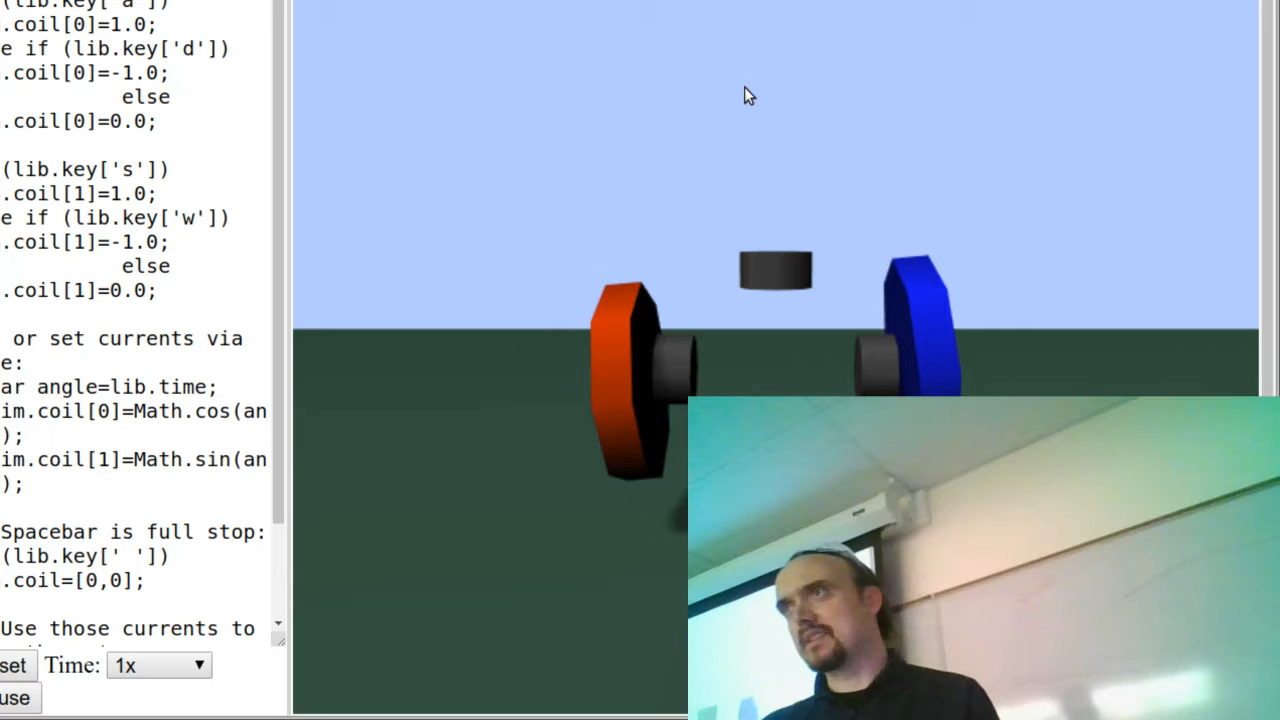 (lib.key['a'])
.coil[0]=1.0;
e if (lib.key['d'])
.coil[0]=-1.0;
else
.coil[0]=0.0;
(lib.key['s'])
.coil[1]=1.0;
e if (lib.key['w'])
.coil[1]=-1.0;
else
.coil[1]=0.0;
or set currents via
e:
ar angle=lib.time;
im.coil[0]=Math.cos(an
);
im.coil[1]=Math.sin(an
);
Spacebar is full stop:
(lib.key[' '])
.coil=[0,0];
Use those currents to
set Time: 1x
use